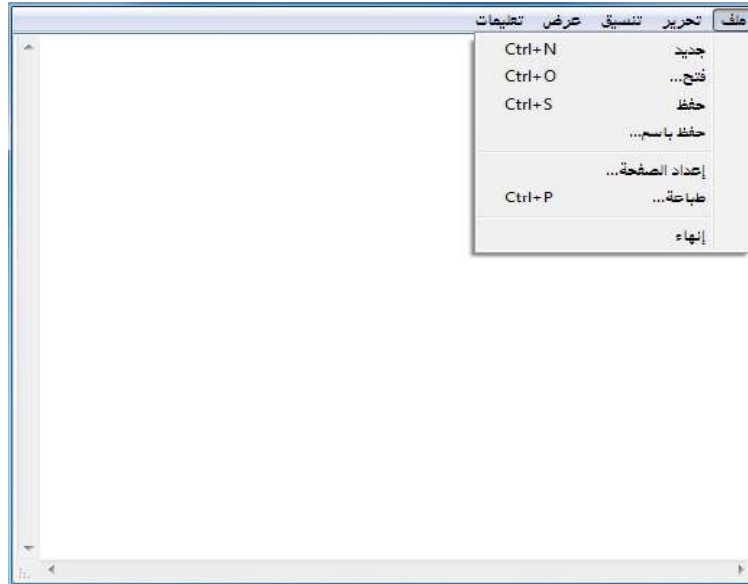 ملف تحرير تنسيق عرض تعليمات
جديد Ctrl+N
فتح... Ctrl+O
حفظ Ctrl+S
حفظ باسم...
إعداد الصفحة...
طباعة... Ctrl+P
إنهاء